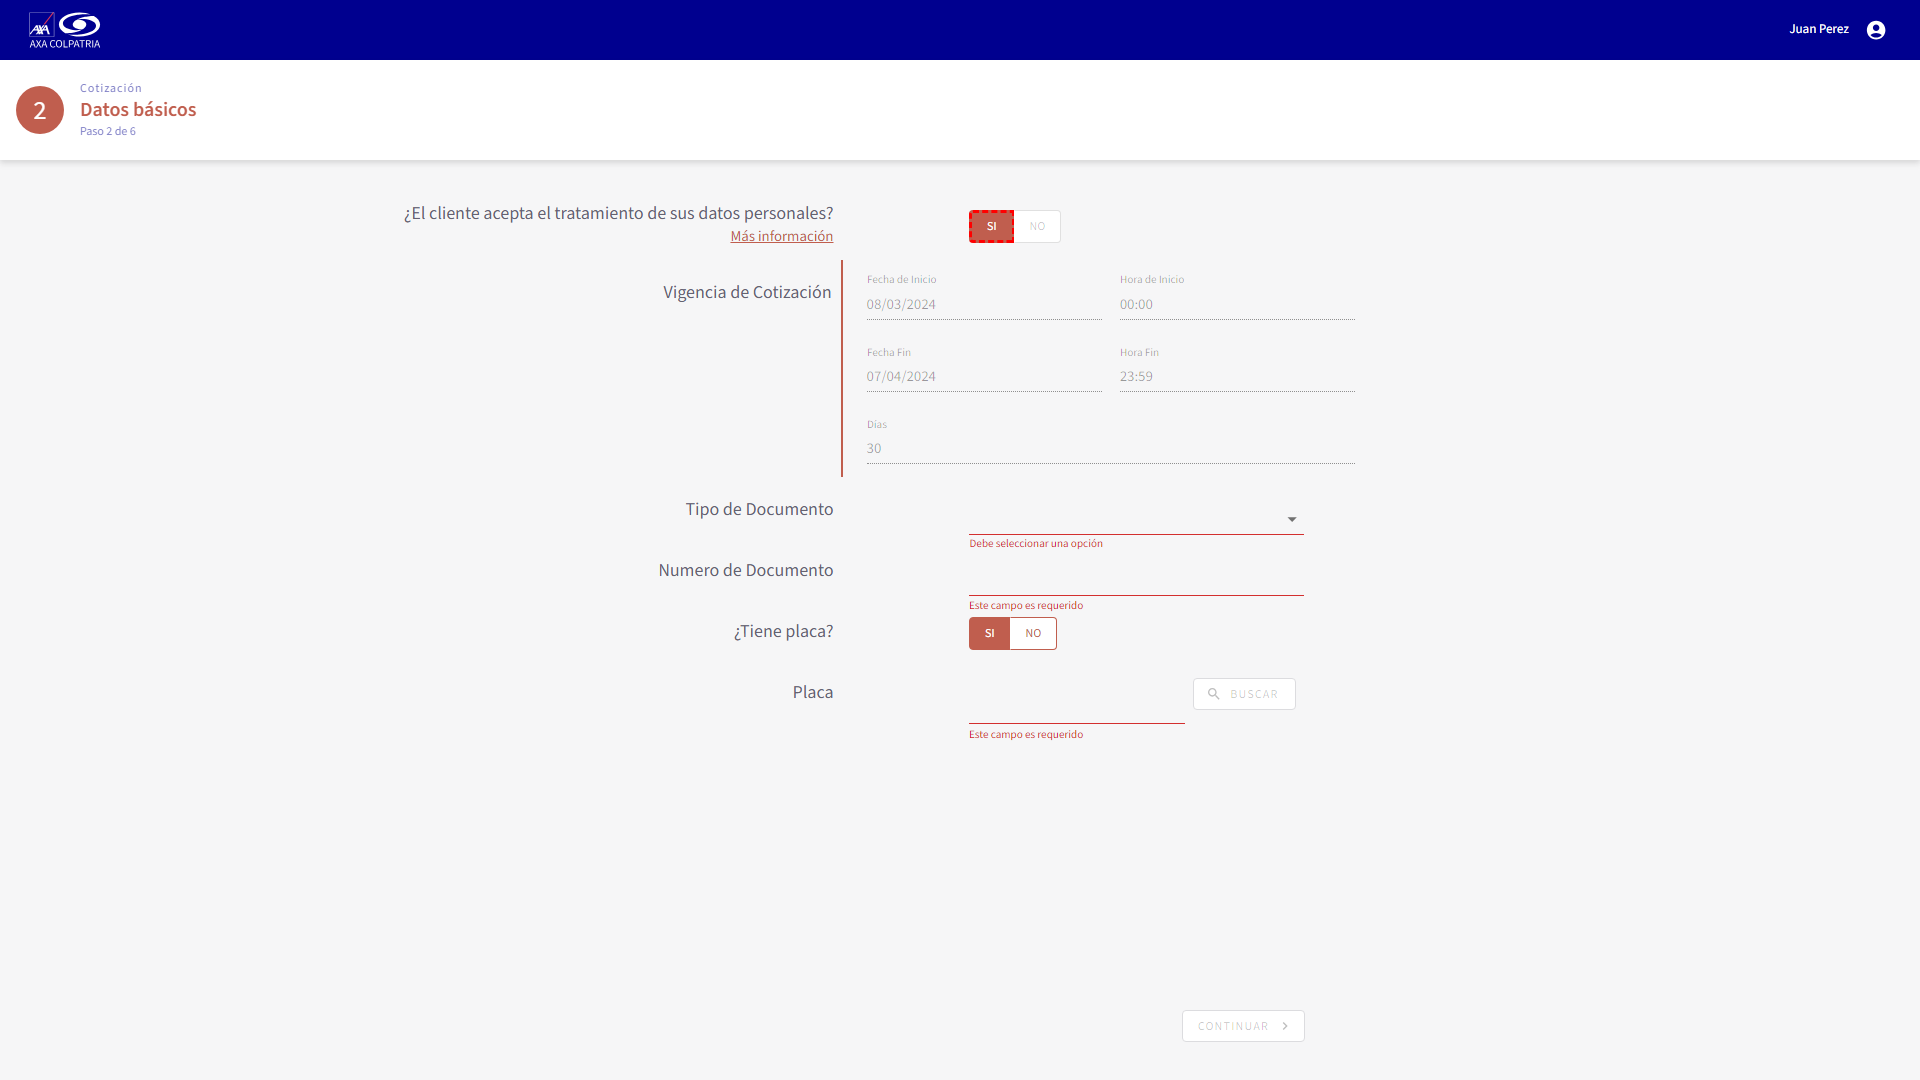 AXA
AXA COLPATRIA
Juan Perez
2
Cotización
Datos básicos
Paso 2 de 6
¿El cliente acepta el tratamiento de sus datos personales?
Más información
SI
NO
Vigencia de Cotización
Fecha de Inicio
08/03/2024
Hora de Inicio
00:00
Fecha Fin
07/04/2024
Hora Fin
23:59
Días
30
Tipo de Documento
Debe seleccionar una opción
Numero de Documento
Este campo es requerido
¿Tiene placa?
SI
NO
Placa
BUSCAR
Este campo es requerido
CONTINUAR